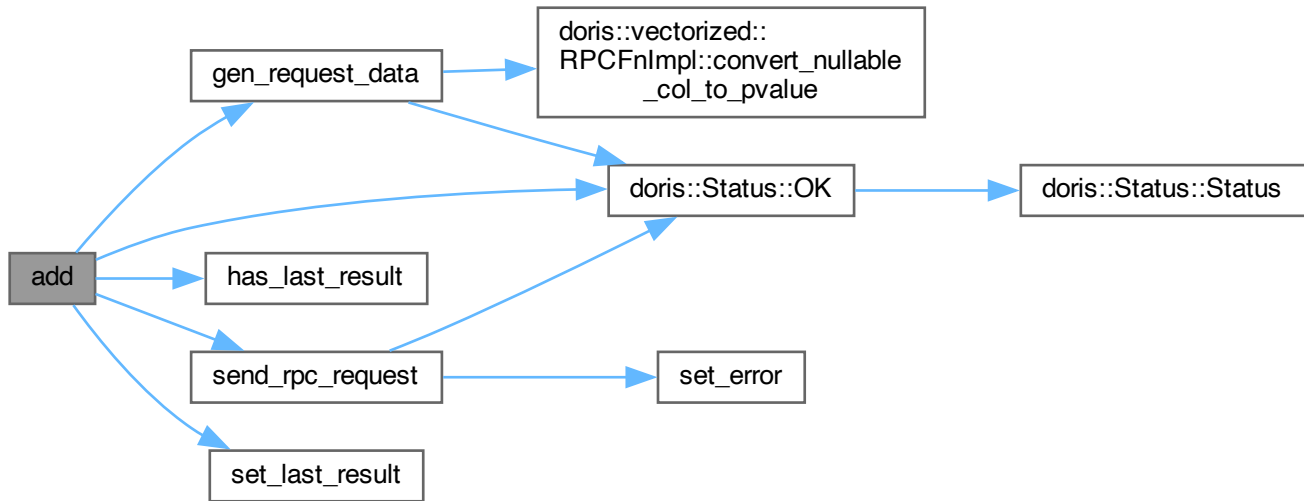 doris::vectorized::
RPCFnImpl::convert_nullable
_col_to_pvalue
gen_request_data
doris::Status::OK
doris::Status::Status
add
has_last_result
send_rpc_request
set_error
set_last_result